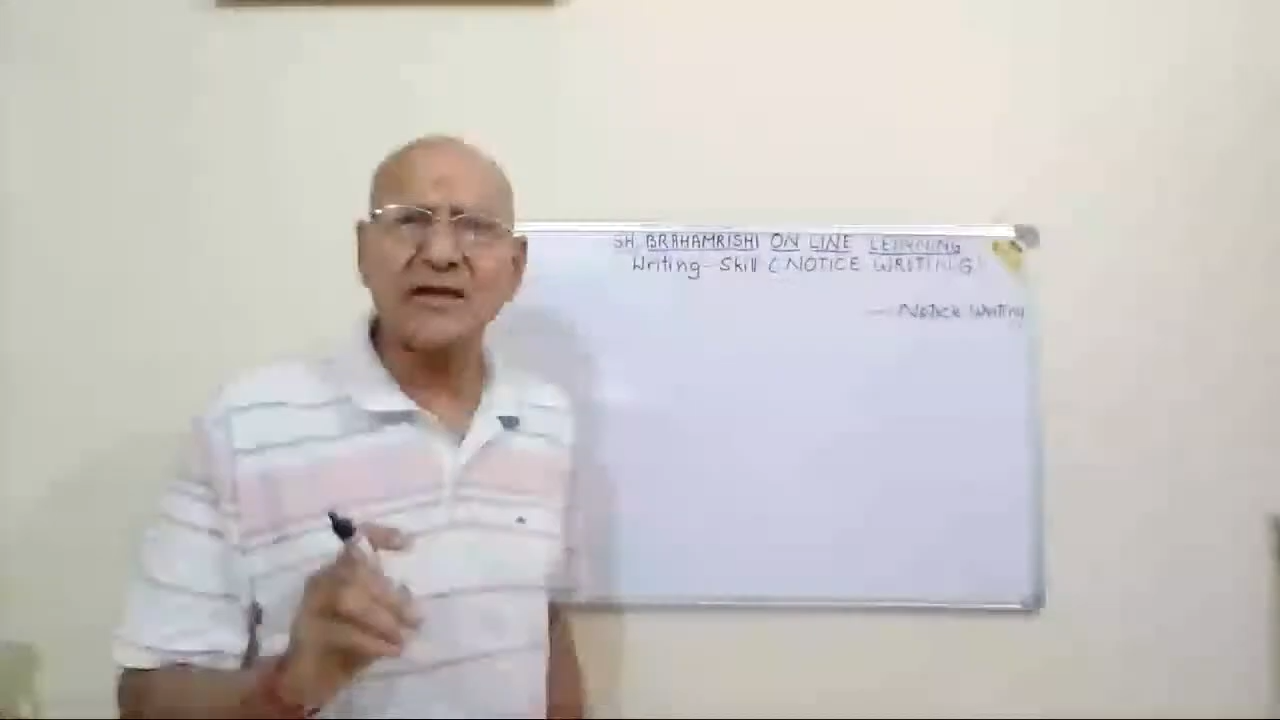 SH. BRAHAMRISHI ON LINE LEARNING
Writing-Skill (NOTICE WRITING)
— Notice Writing